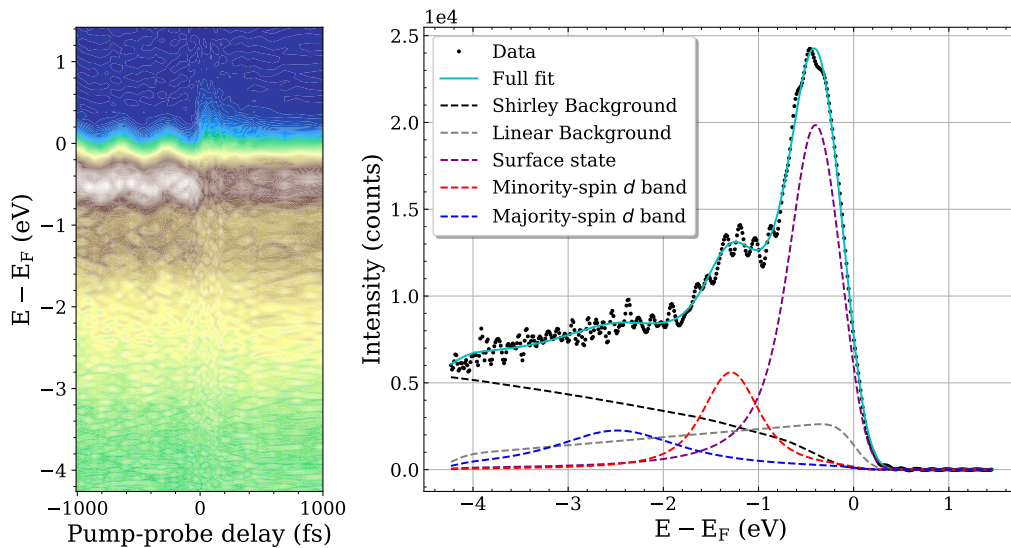 1
0
−1
−2
−3
−4
E − E_F (eV)
−1000
0
1000
Pump-probe delay (fs)
1e4
2.5
2.0
1.5
1.0
0.5
0.0
Intensity (counts)
Data
Full fit
Shirley Background
Linear Background
Surface state
Minority-spin d band
Majority-spin d band
−4
−3
−2
−1
0
1
E − E_F (eV)